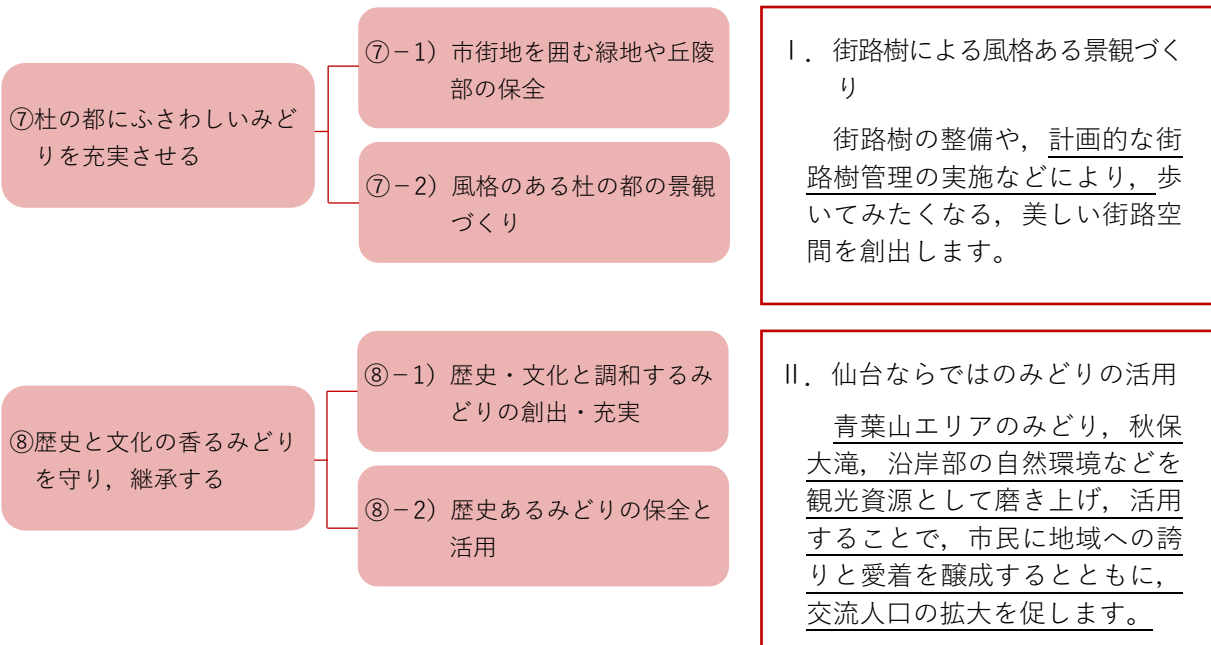 ⑦杜の都にふさわしいみど
りを充実させる
⑦－1）市街地を囲む緑地や丘陵
部の保全
⑦－2）風格のある杜の都の景観
づくり
Ⅰ．街路樹による風格ある景観づく
り
街路樹の整備や，計画的な街
路樹管理の実施などにより，歩
いてみたくなる，美しい街路空
間を創出します。
⑧歴史と文化の香るみどり
を守り，継承する
⑧－1）歴史・文化と調和するみ
どりの創出・充実
⑧－2）歴史あるみどりの保全と
活用
Ⅱ．仙台ならではのみどりの活用
青葉山エリアのみどり，秋保
大滝，沿岸部の自然環境などを
観光資源として磨き上げ，活用
することで，市民に地域への誇
りと愛着を醸成するとともに，
交流人口の拡大を促します。